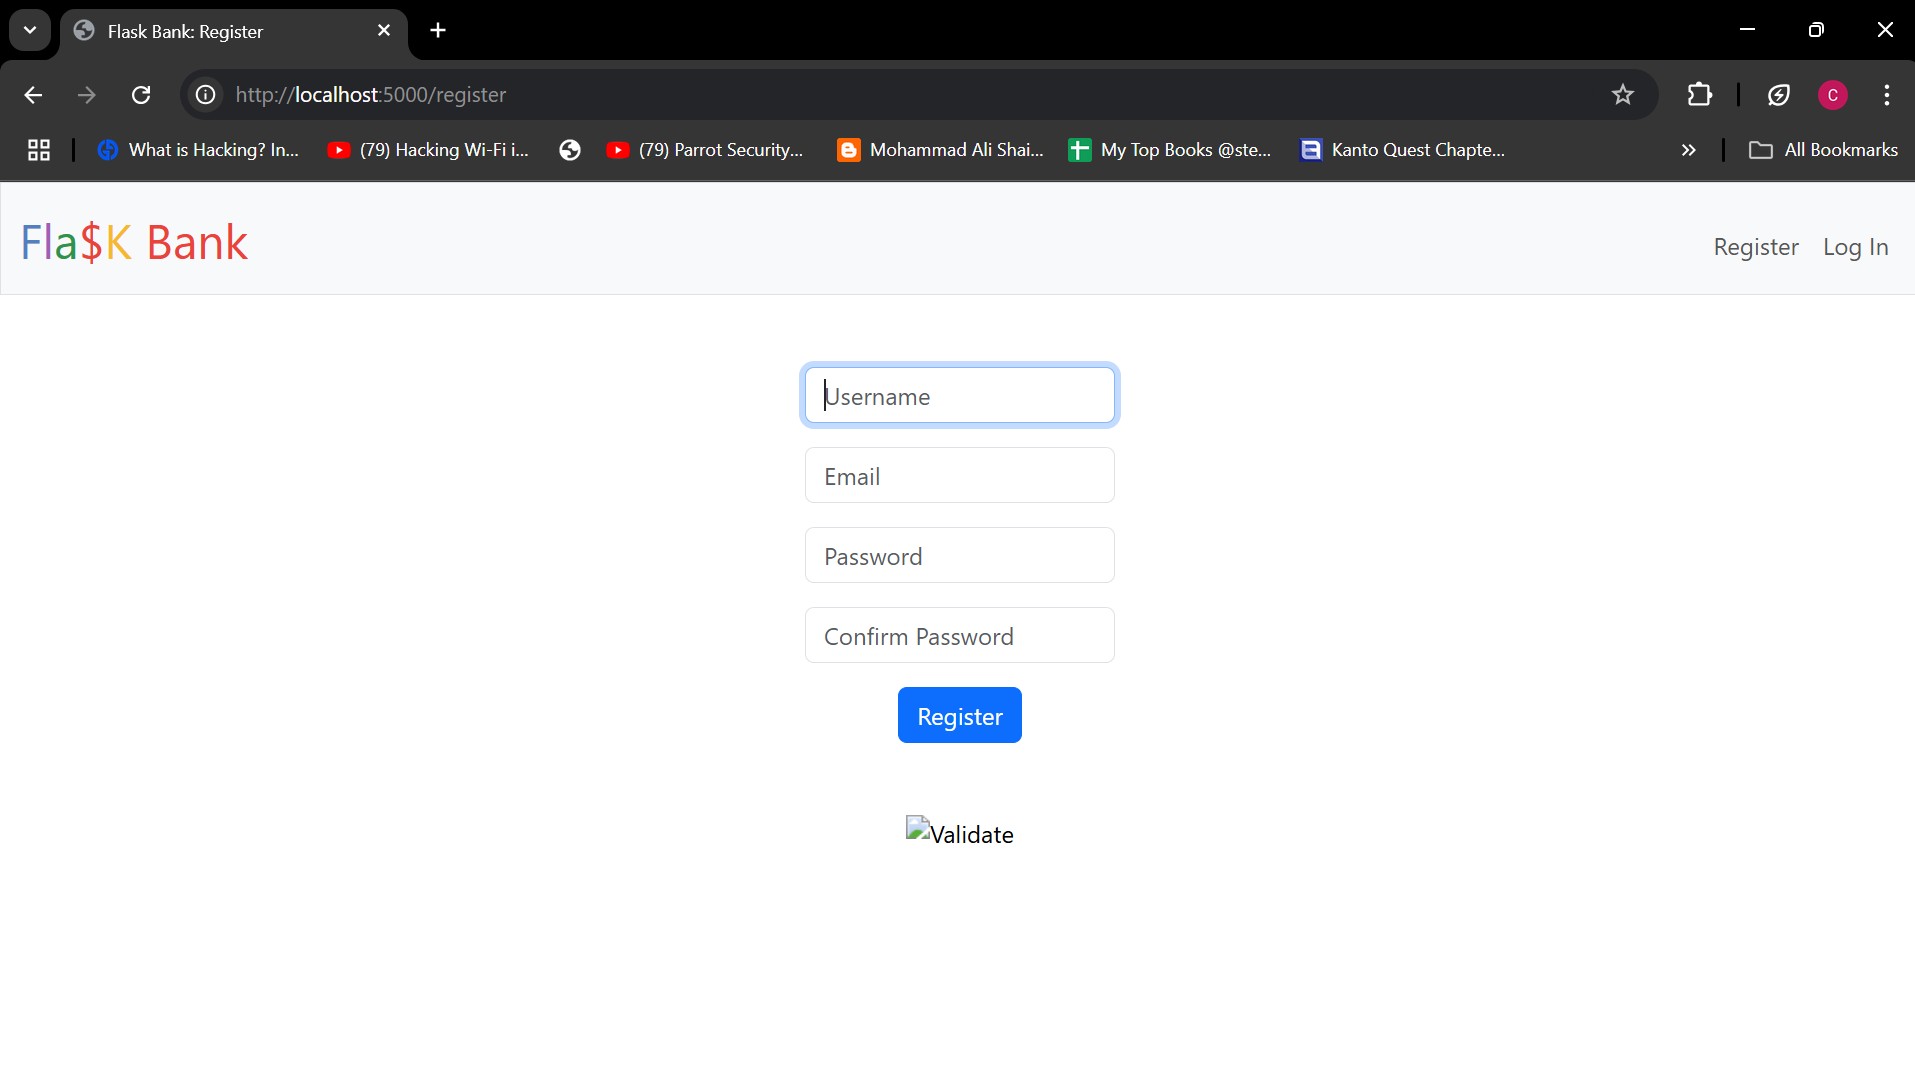 Flask Bank: Register
http://localhost:5000/register
What is Hacking? In...
(79) Hacking Wi-Fi i...
(79) Parrot Security...
Mohammad Ali Shai...
My Top Books @ste...
Kanto Quest Chapte...
All Bookmarks
C
Fla$K Bank
Register
Log In
Username
Email
Password
Confirm Password
Register
Validate